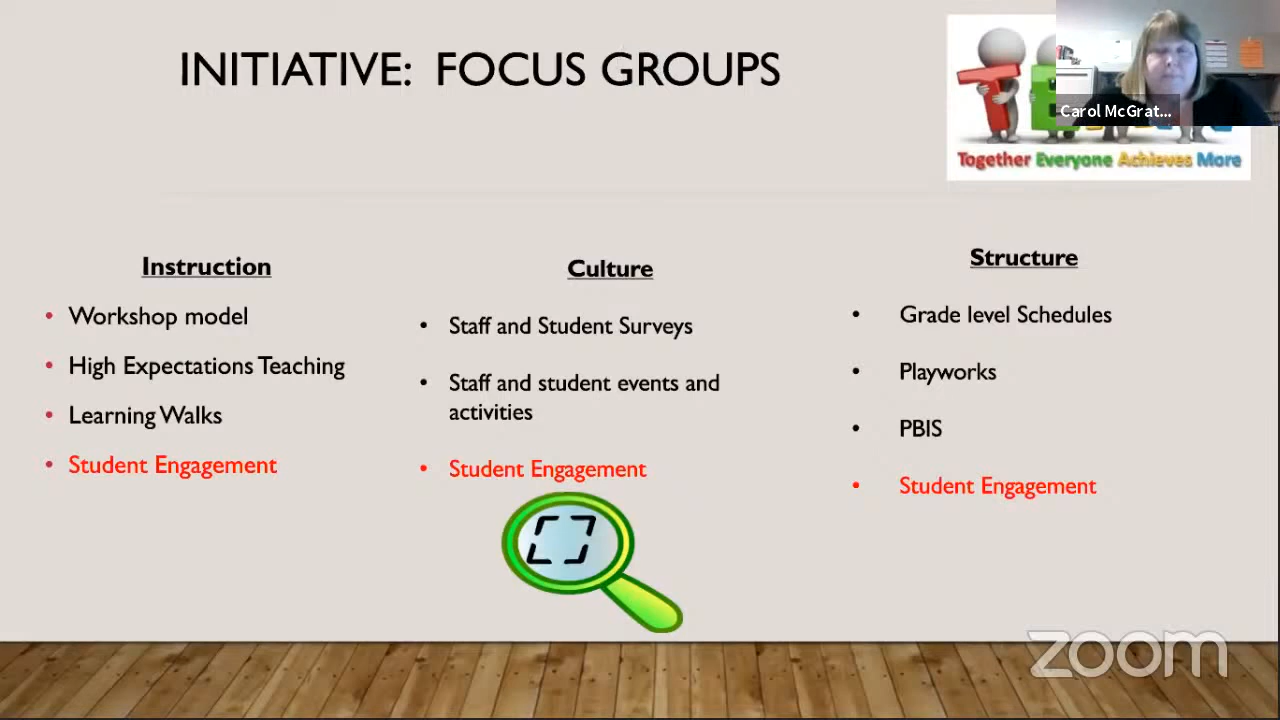 INITIATIVE: FOCUS GROUPS
Carol McGrat...
Together Everyone Achieves More
Instruction
• Workshop model
• High Expectations Teaching
• Learning Walks
• Student Engagement
Culture
• Staff and Student Surveys
• Staff and student events and
activities
• Student Engagement
Structure
• Grade level Schedules
• Playworks
• PBIS
• Student Engagement
zoom